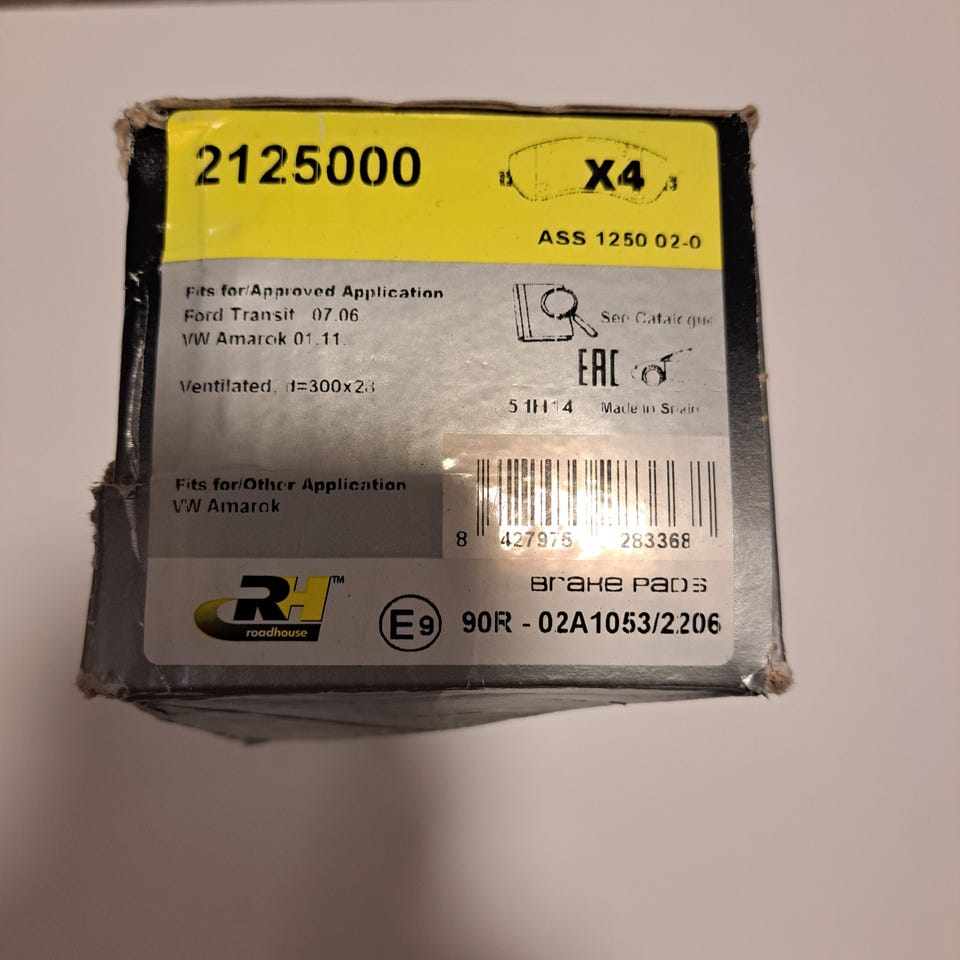 2125000
X4
ASS 1250 02-0
Fits for/Approved Application
Ford Transit 07.06
VW Amarok 01.11.
Ventilated, d=300x28
See Catalogue
EAC
Made in Spain
Fits for/Other Application
VW Amarok
8 427975 283368
RH™
roadhouse
Brake Pads
E9 90R - 02A1053/2206